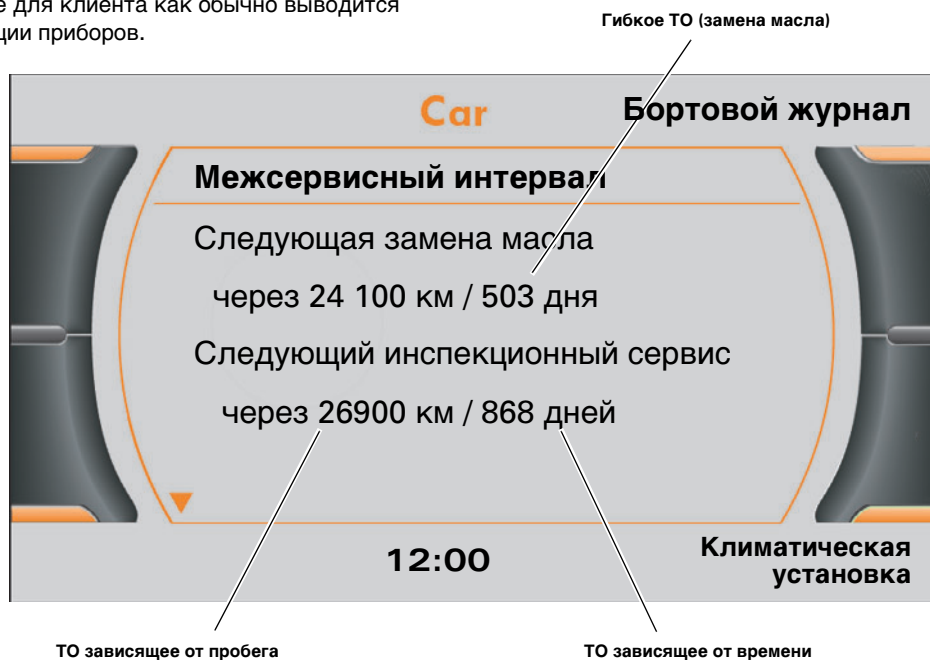 е для клиента как обычно выводится
ции приборов.
Гибкое ТО (замена масла)
Car
Бортовой журнал
Межсервисный интервал
Следующая замена масла
через 24 100 км / 503 дня
Следующий инспекционный сервис
через 26900 км / 868 дней
12:00
Климатическая
установка
ТО зависящее от пробега
ТО зависящее от времени